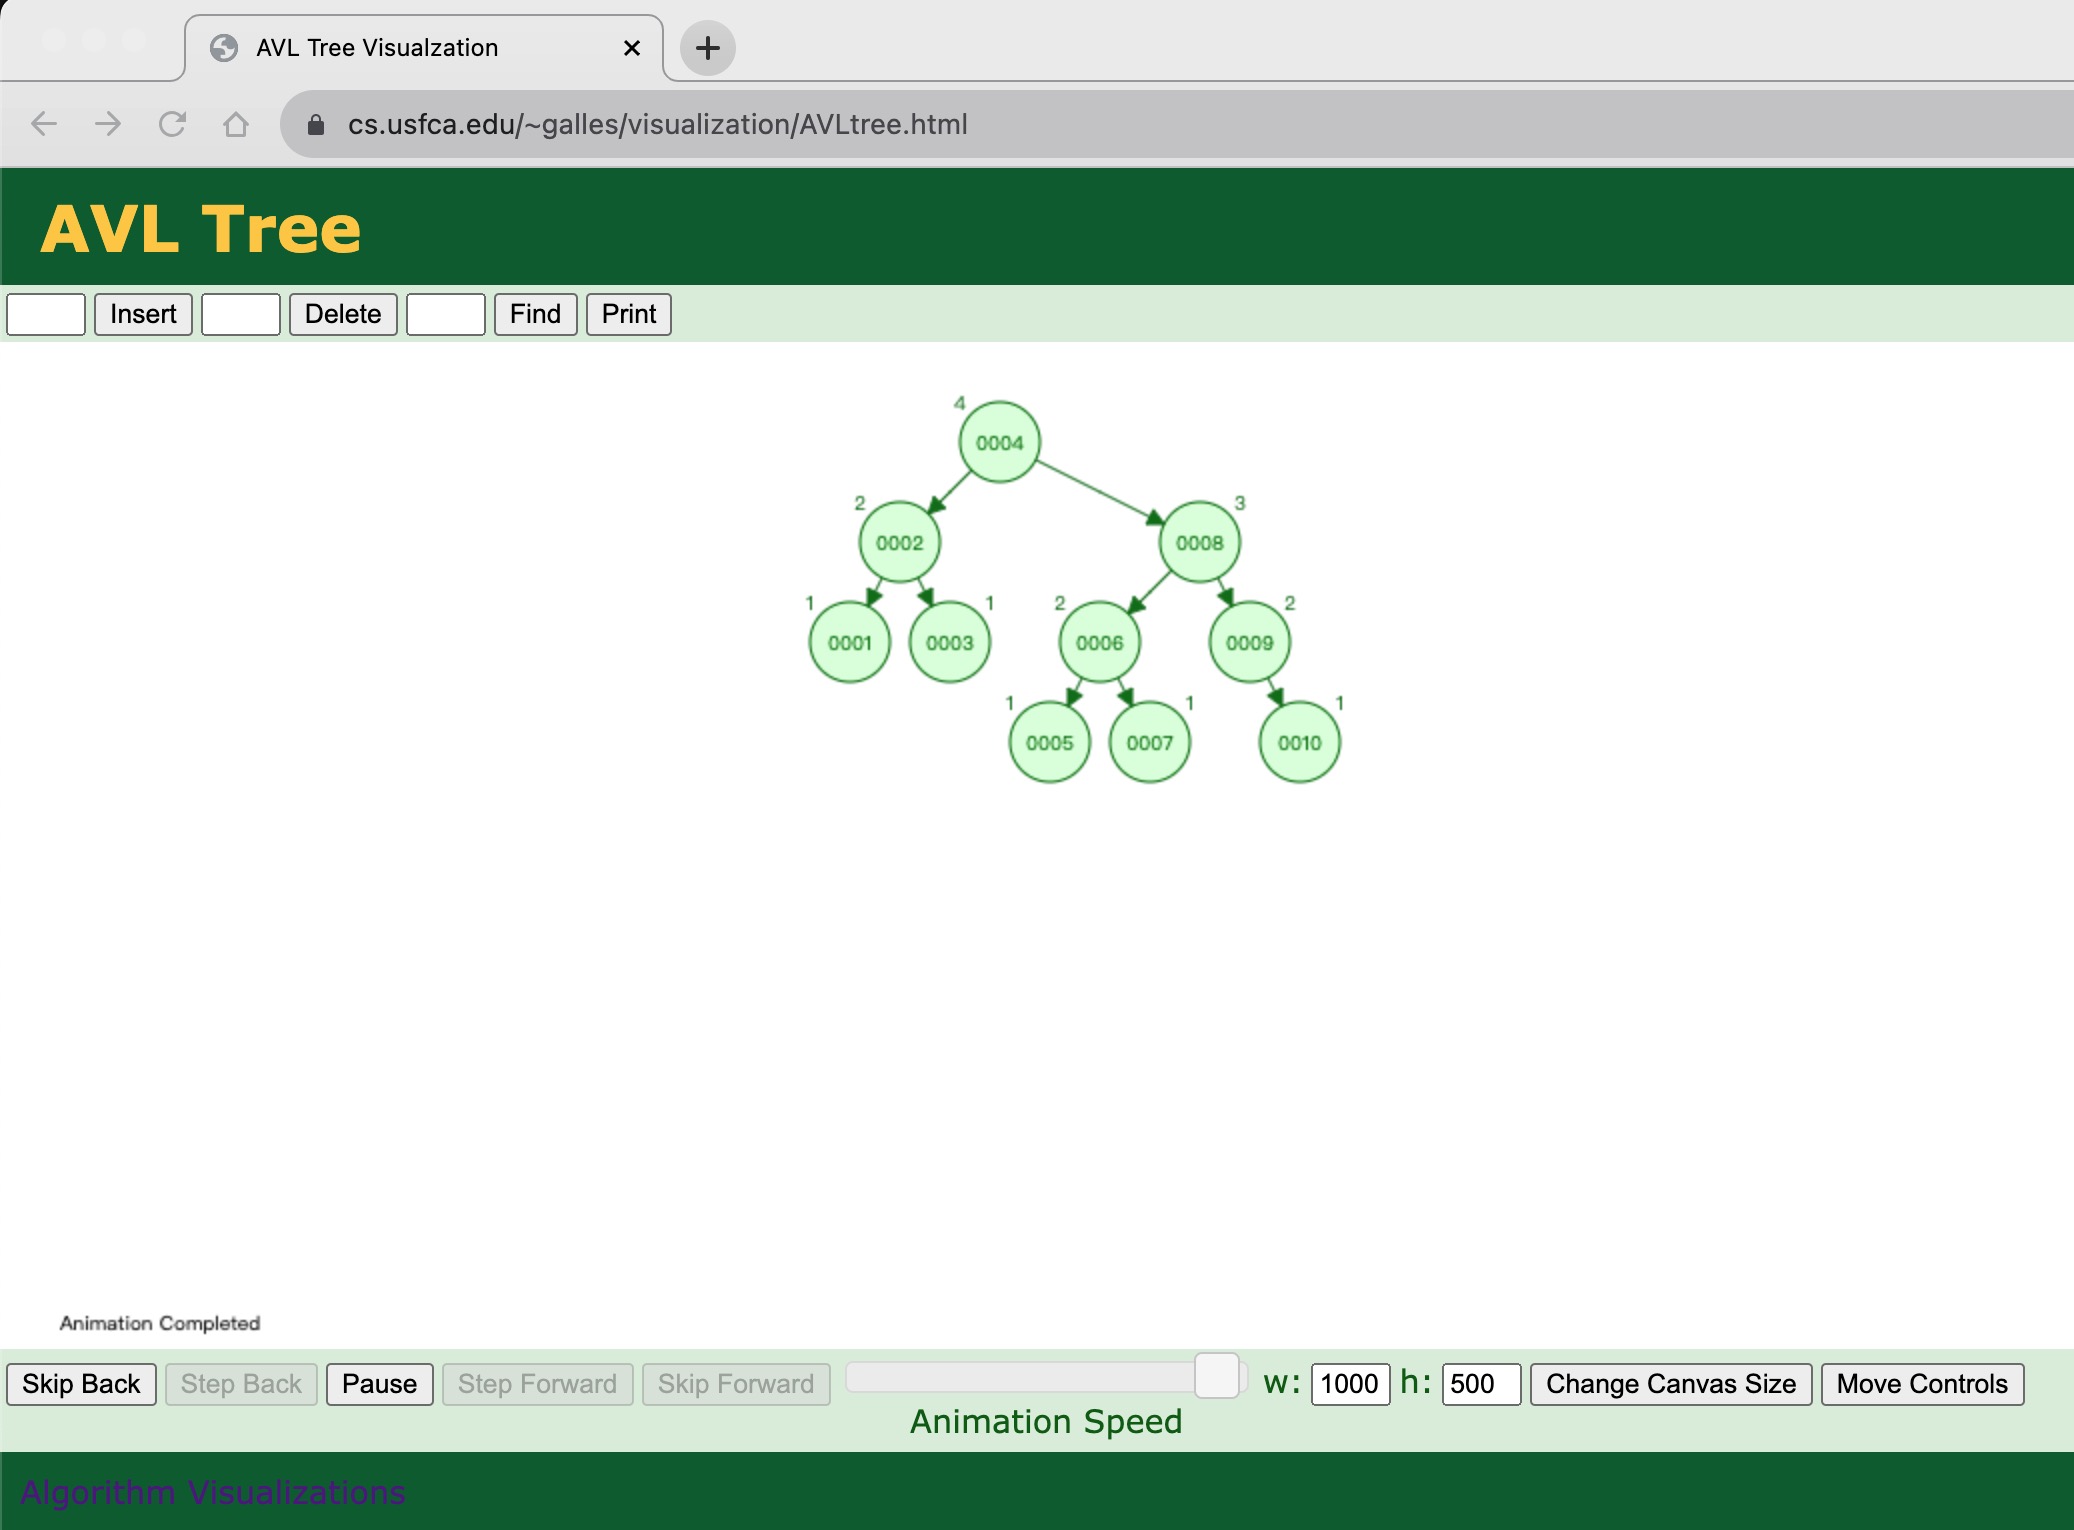 AVL Tree Visualzation
cs.usfca.edu/~galles/visualization/AVLtree.html
AVL Tree
Insert Delete Find Print
4
0004
2 3
0002 0008
1 1 2 2
0001 0003 0006 0009
1 1 1
0005 0007 0010
Animation Completed
Skip Back Step Back Pause Step Forward Skip Forward w: 1000 h: 500 Change Canvas Size Move Controls
Animation Speed
Algorithm Visualizations